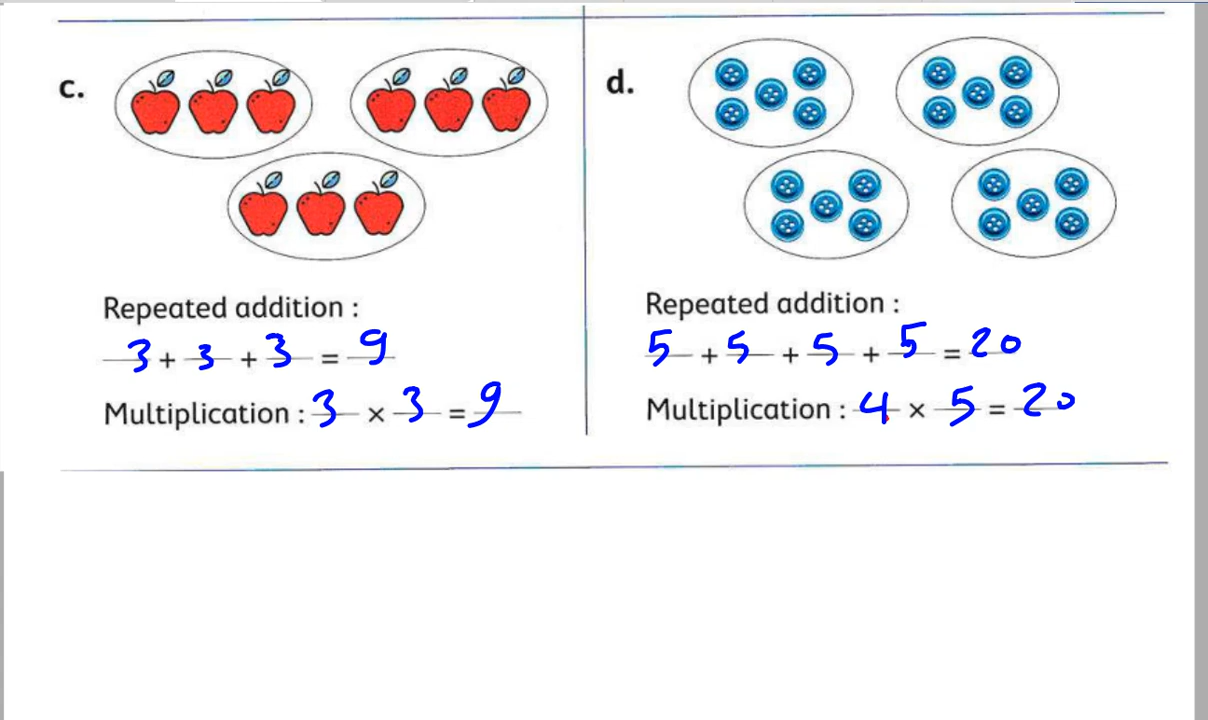 c.
Repeated addition :
3 + 3 + 3 = 9
Multiplication : 3 × 3 = 9
d.
Repeated addition :
5 + 5 + 5 + 5 = 20
Multiplication : 4 × 5 = 20